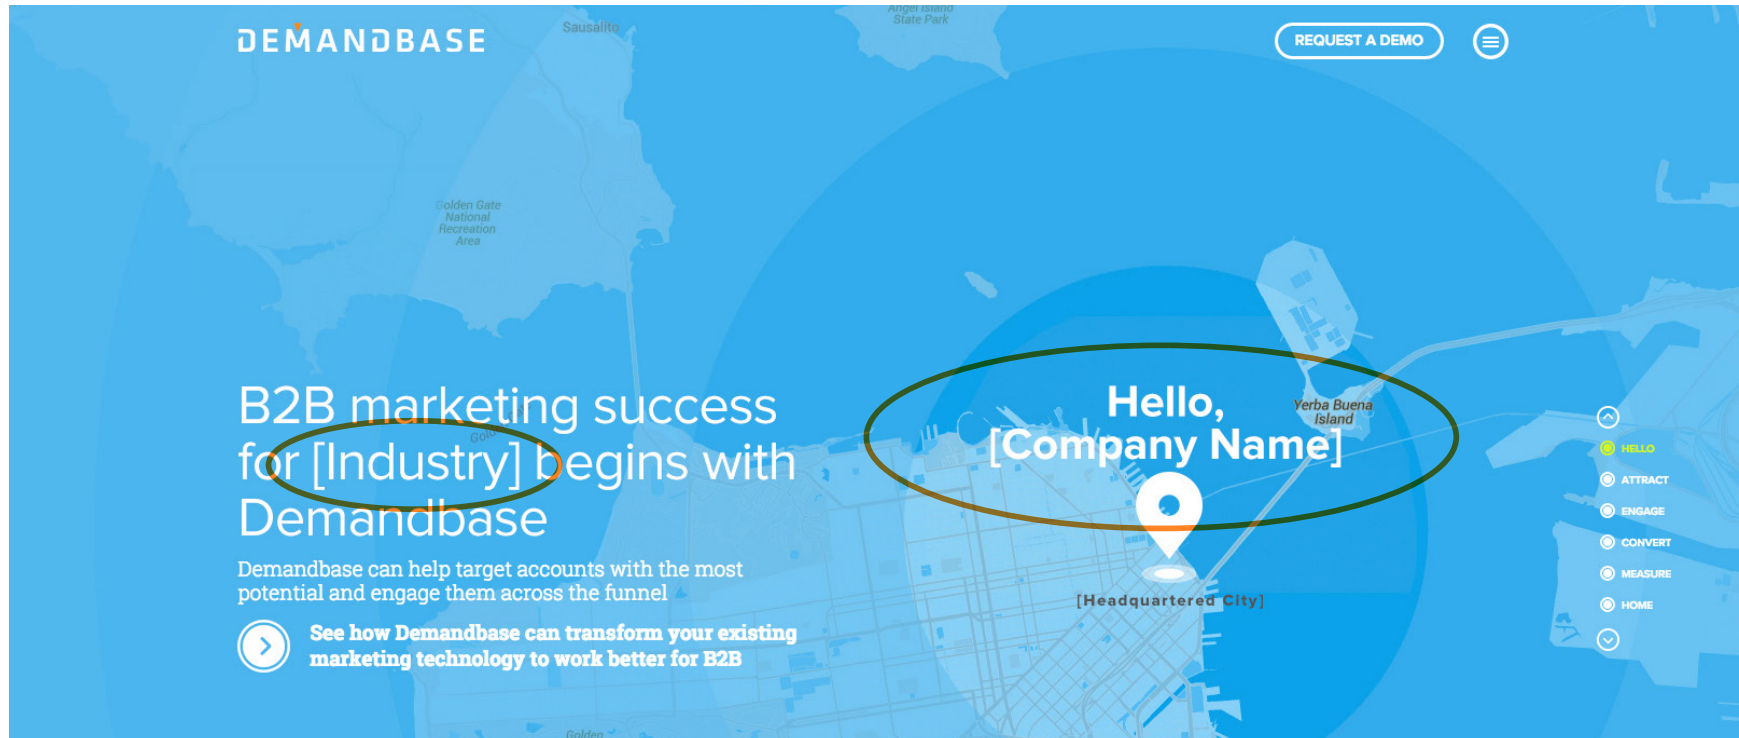 Angel Island
State Park
Sausalito
DEMANDBASE
REQUEST A DEMO
Golden Gate
National
Recreation
Area
B2B marketing success
for [Industry] begins with
Demandbase
Demandbase can help target accounts with the most
potential and engage them across the funnel
See how Demandbase can transform your existing
marketing technology to work better for B2B
Hello,
[Company Name]
[Headquartered City]
Yerba Buena
Island
HELLO
ATTRACT
ENGAGE
CONVERT
MEASURE
HOME
Golden